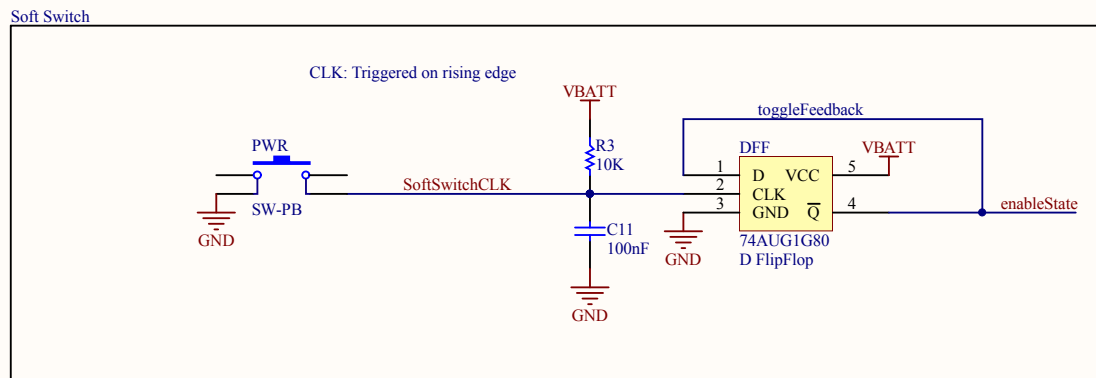 Soft Switch
CLK: Triggered on rising edge
VBATT
toggleFeedback
PWR
R3
10K
DFF
VBATT
1
D
VCC
5
SoftSwitchCLK
2
CLK
SW-PB
3
GND
Q
4
enableState
GND
C11
100nF
GND
74AUG1G80
D FlipFlop
GND